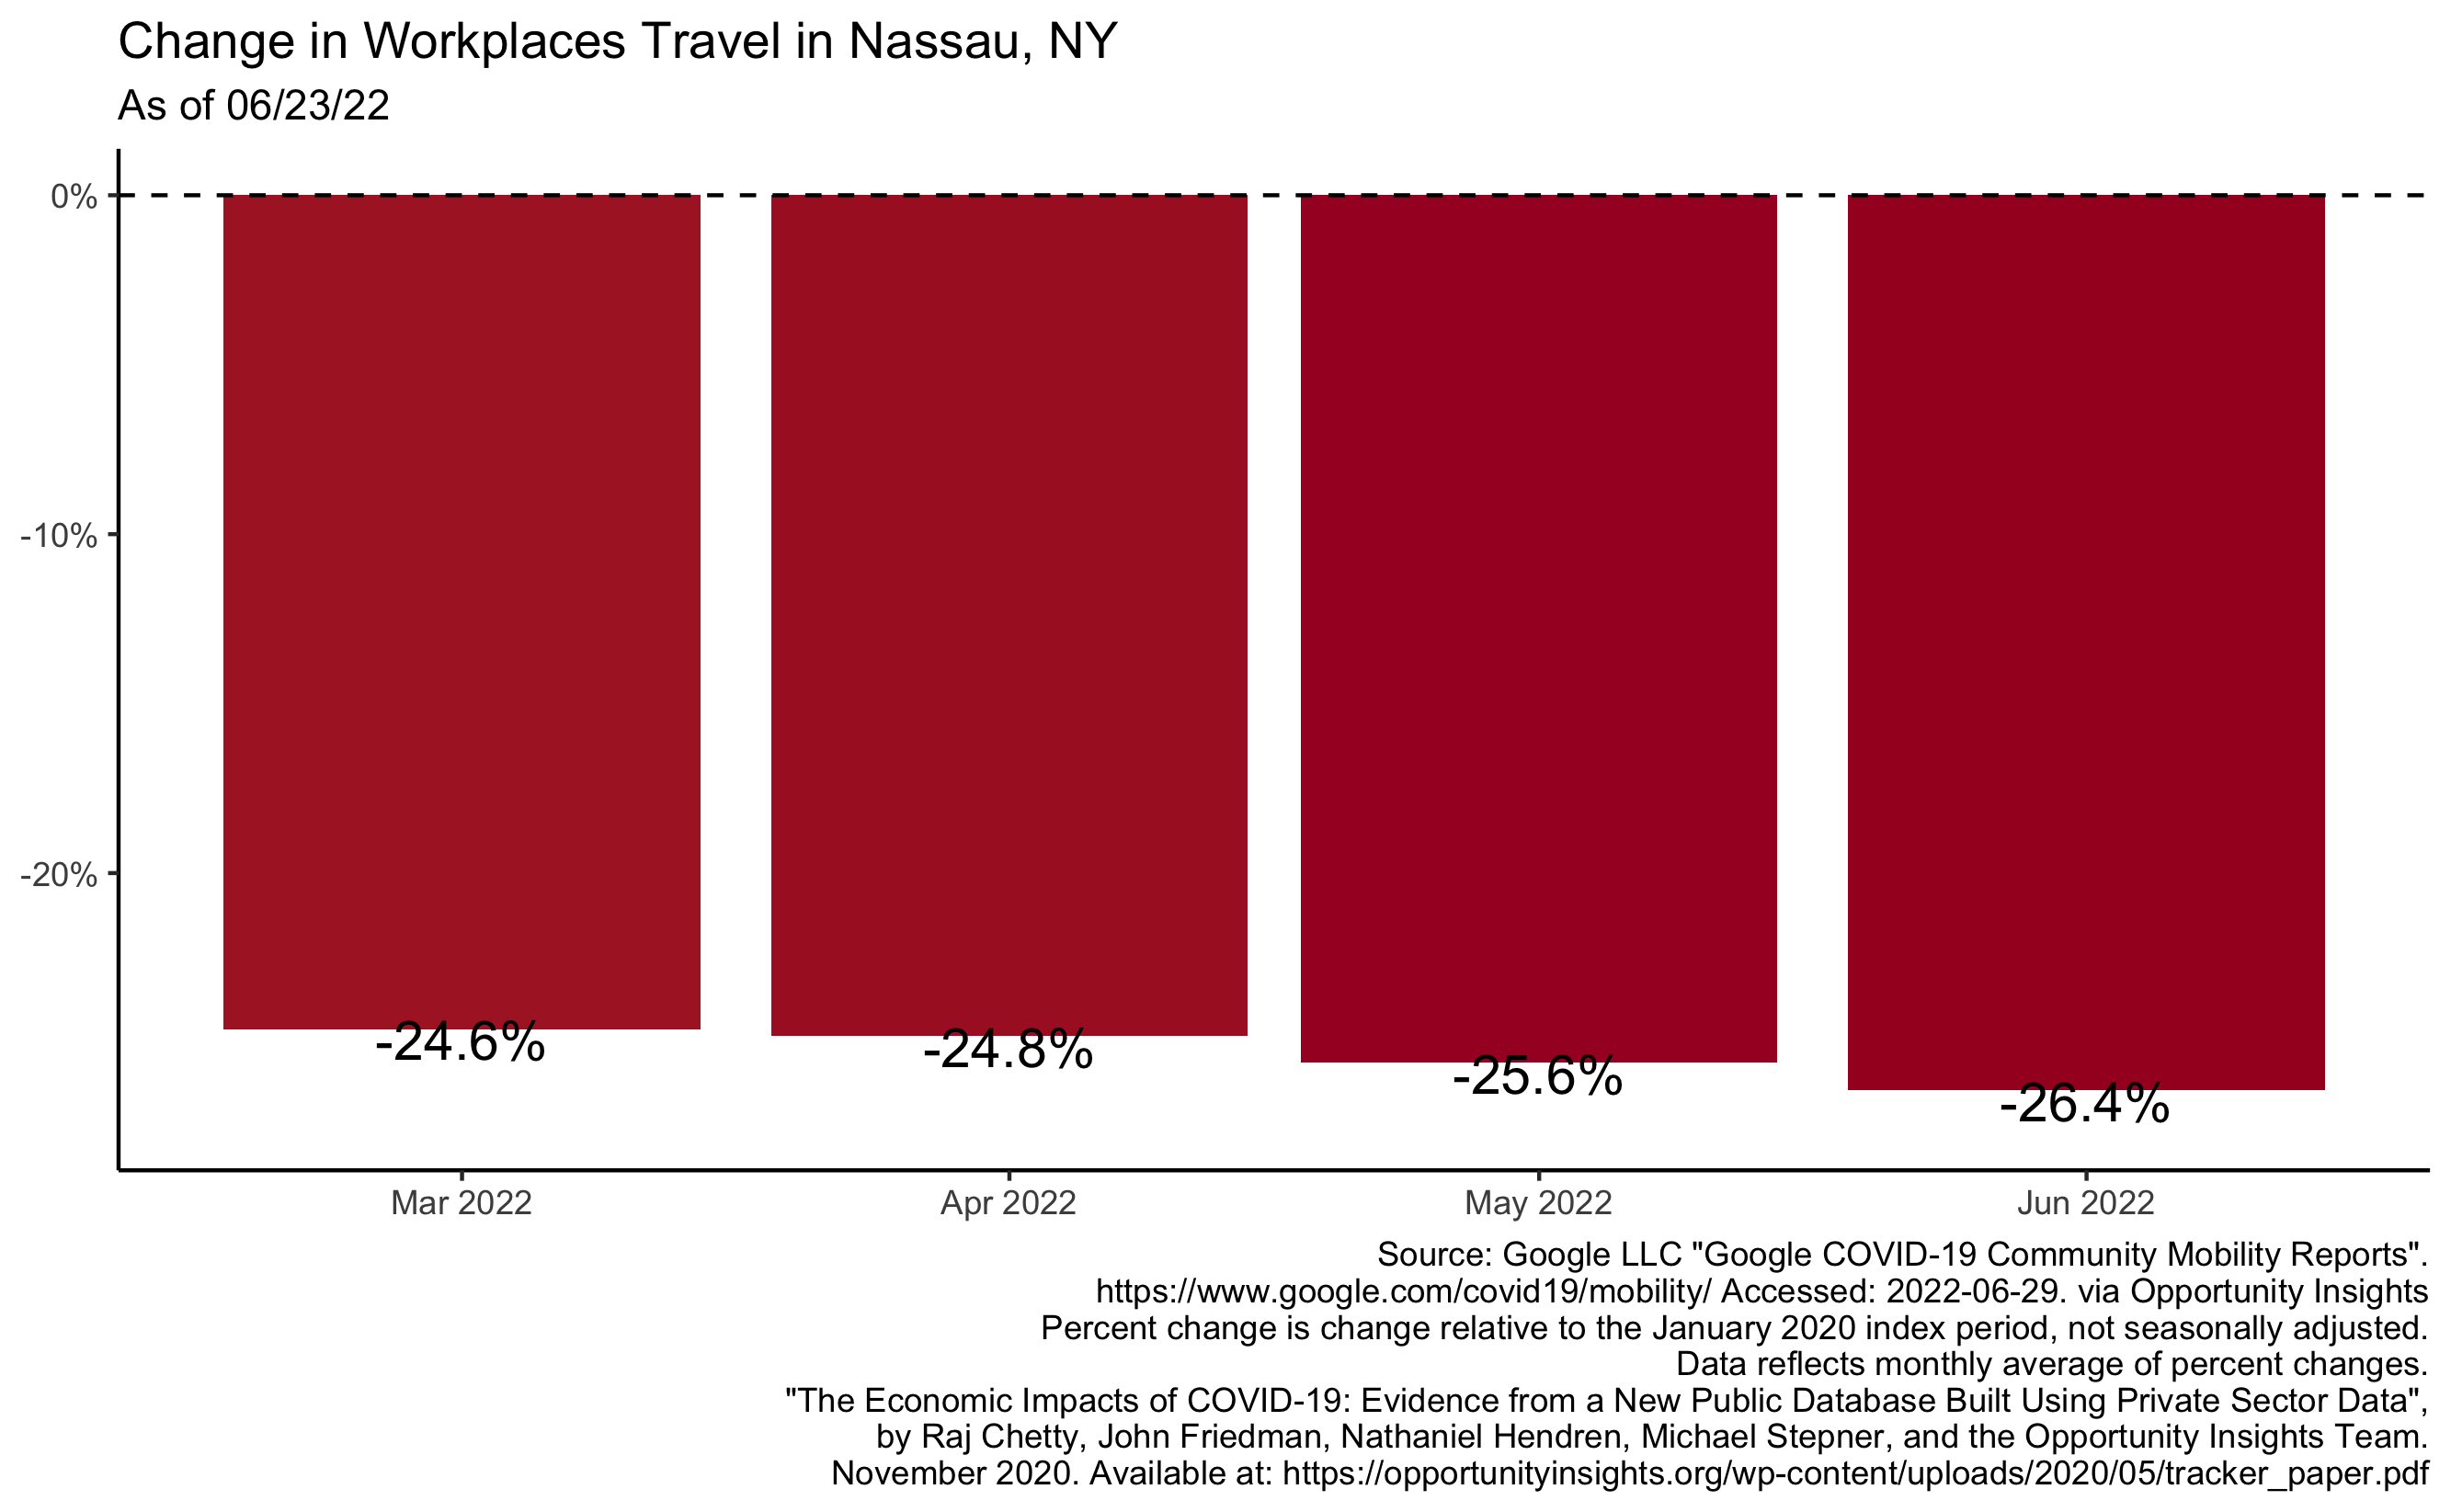 Change in Workplaces Travel in Nassau, NY
As of 06/23/22
0%
-10%
-20%
-24.6%
-24.8%
-25.6%
-26.4%
Mar 2022
Apr 2022
May 2022
Jun 2022
Source: Google LLC "Google COVID-19 Community Mobility Reports".
https://www.google.com/covid19/mobility/ Accessed: 2022-06-29. via Opportunity Insights
Percent change is change relative to the January 2020 index period, not seasonally adjusted.
Data reflects monthly average of percent changes.
"The Economic Impacts of COVID-19: Evidence from a New Public Database Built Using Private Sector Data",
by Raj Chetty, John Friedman, Nathaniel Hendren, Michael Stepner, and the Opportunity Insights Team.
November 2020. Available at: https://opportunityinsights.org/wp-content/uploads/2020/05/tracker_paper.pdf